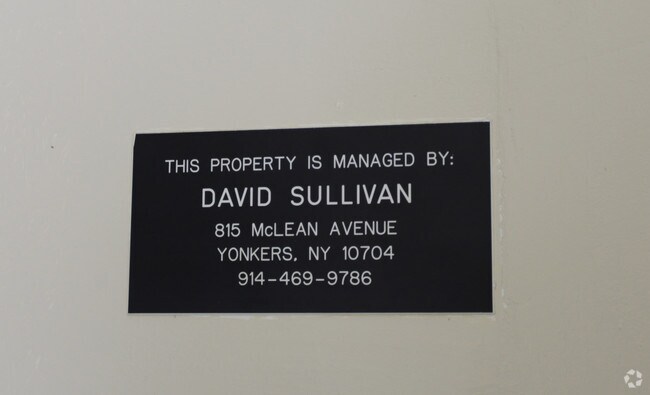 THIS PROPERTY IS MANAGED BY:
DAVID SULLIVAN
815 McLEAN AVENUE
YONKERS, NY 10704
914-469-9786